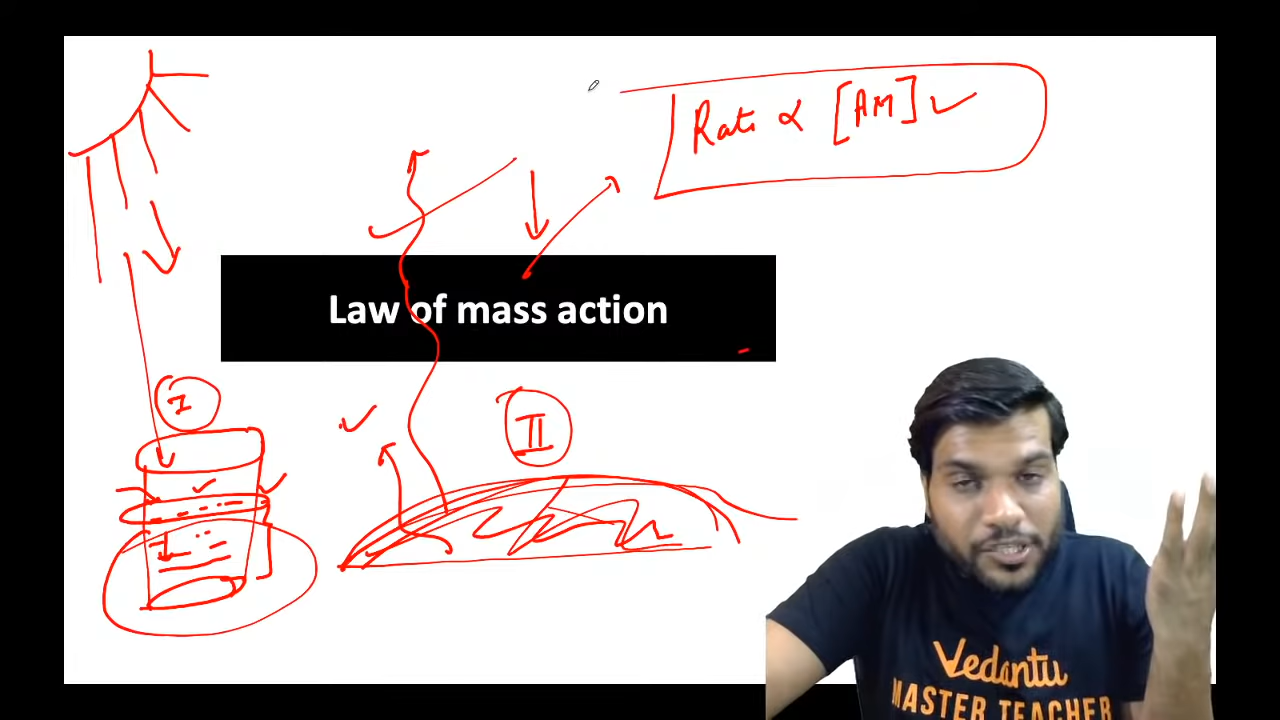 Rate ∝ [AM]
Law of mass action
I
II
Vedantu
MASTER TEACHER